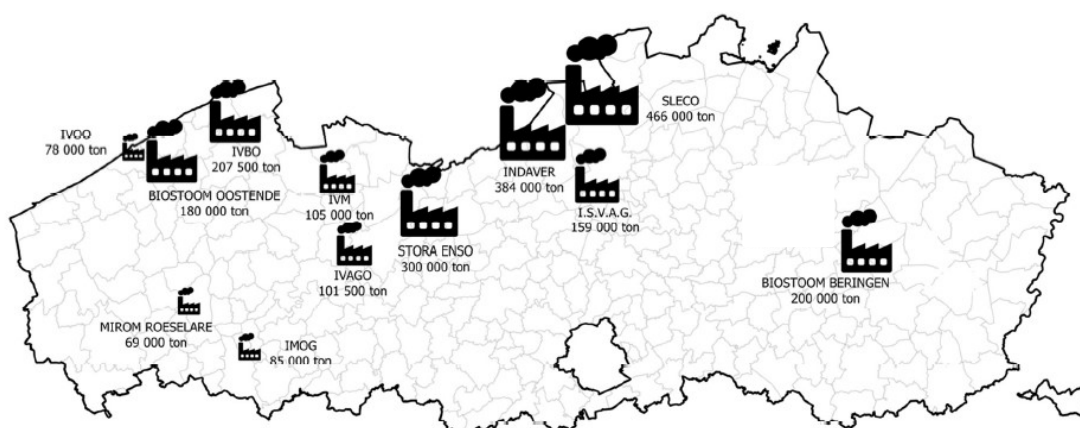 SLECO
466 000 ton
IVOO
78 000 ton
IVBO
207 500 ton
INDAVER
384 000 ton
BIOSTOOM OOSTENDE
180 000 ton
IVM
105 000 ton
I.S.V.A.G.
159 000 ton
STORA ENSO
300 000 ton
IVAGO
101 500 ton
BIOSTOOM BERINGEN
200 000 ton
MIROM ROESELARE
69 000 ton
IMOG
85 000 ton